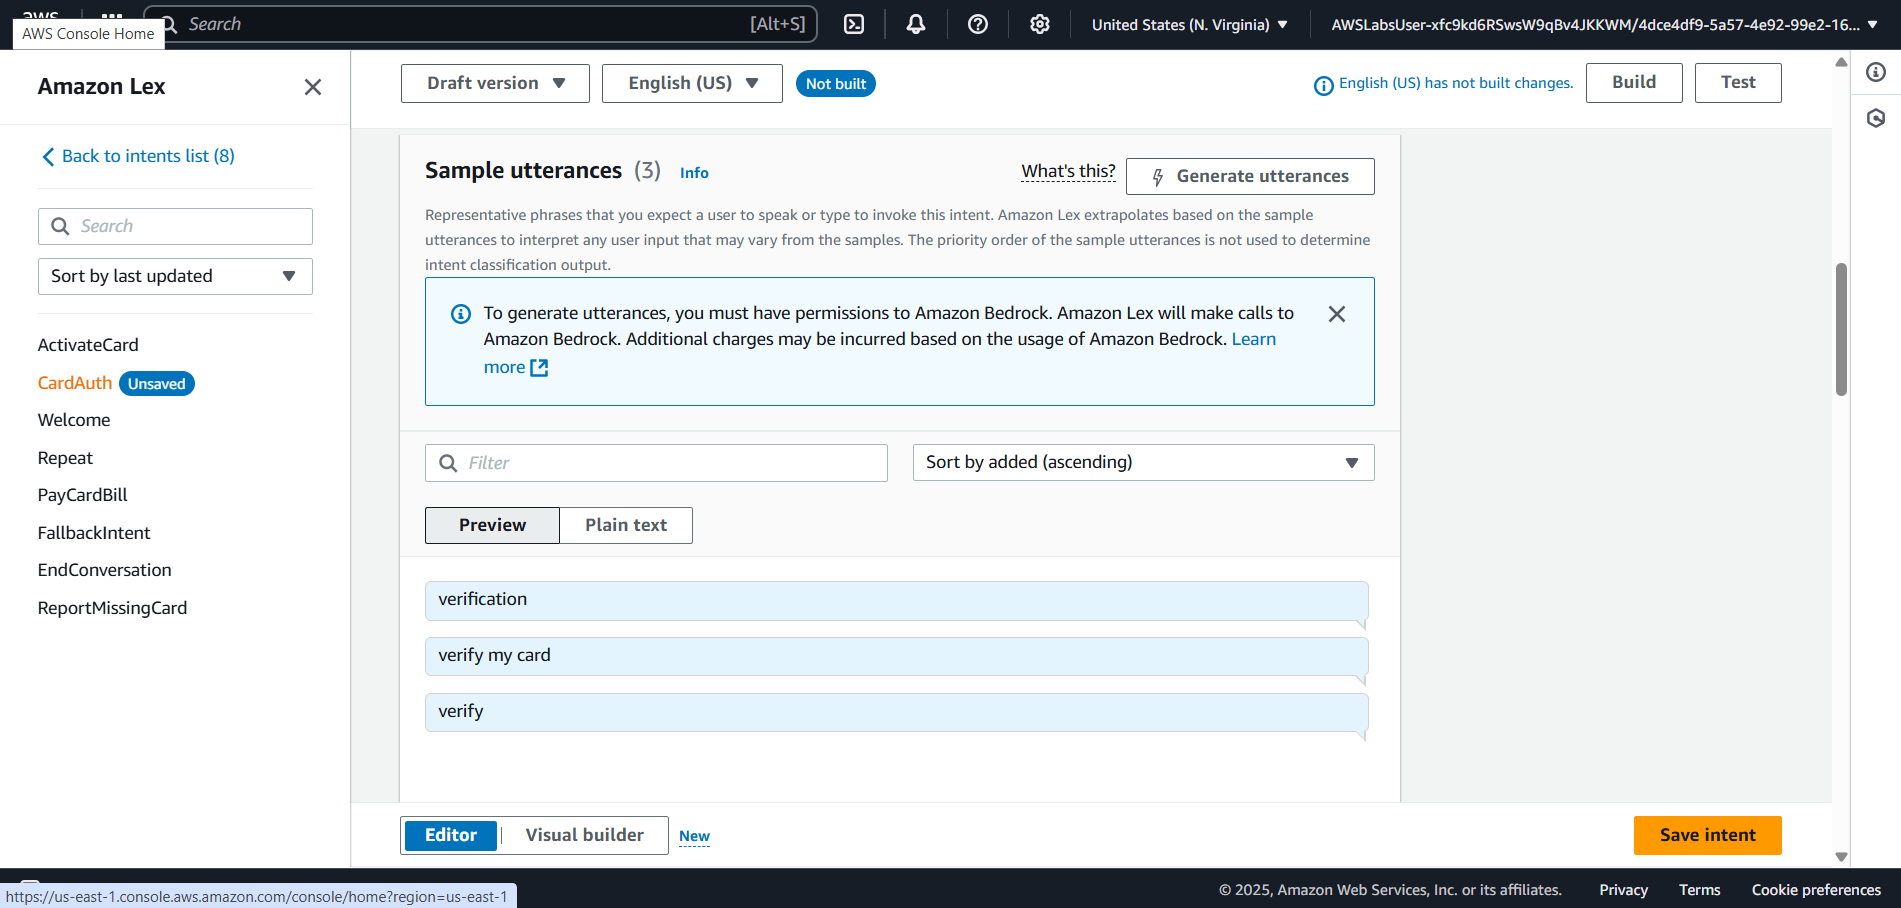 aws
AWS Console Home
Search
[Alt+S]
United States (N. Virginia)
AWSLabsUser-xfc9kd6RSwsW9qBv4JKKWM/4dce4df9-5a57-4e92-99e2-16...
Amazon Lex
Back to intents list (8)
Search
Sort by last updated
ActivateCard
CardAuth Unsaved
Welcome
Repeat
PayCardBill
FallbackIntent
EndConversation
ReportMissingCard
Draft version
English (US)
Not built
English (US) has not built changes.
Build
Test
Sample utterances (3) Info
What's this?
Generate utterances
Representative phrases that you expect a user to speak or type to invoke this intent. Amazon Lex extrapolates based on the sample
utterances to interpret any user input that may vary from the samples. The priority order of the sample utterances is not used to determine
intent classification output.
To generate utterances, you must have permissions to Amazon Bedrock. Amazon Lex will make calls to
Amazon Bedrock. Additional charges may be incurred based on the usage of Amazon Bedrock. Learn
more
Filter
Sort by added (ascending)
Preview
Plain text
verification
verify my card
verify
Editor
Visual builder
New
Save intent
https://us-east-1.console.aws.amazon.com/console/home?region=us-east-1
© 2025, Amazon Web Services, Inc. or its affiliates.
Privacy
Terms
Cookie preferences